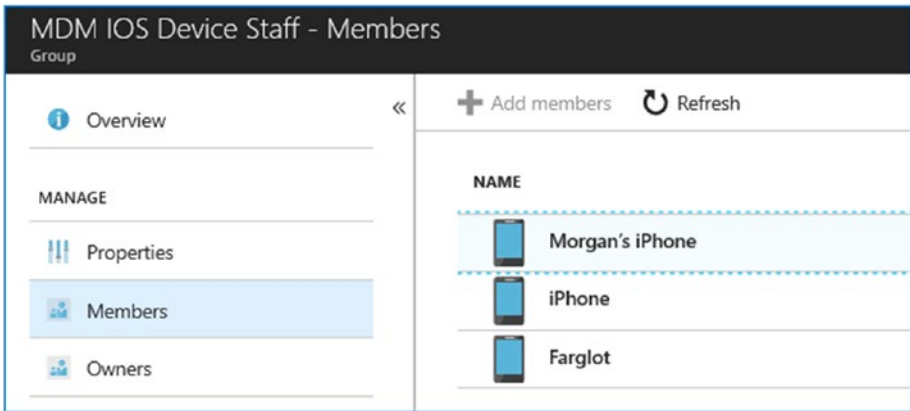 MDM IOS Device Staff - Members
Group
Overview
MANAGE
Properties
Members
Owners
«
Add members Refresh
NAME
Morgan's iPhone
iPhone
Farglot